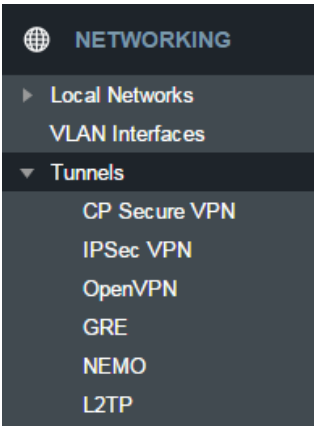 NETWORKING
Local Networks
VLAN Interfaces
Tunnels
CP Secure VPN
IPSec VPN
OpenVPN
GRE
NEMO
L2TP